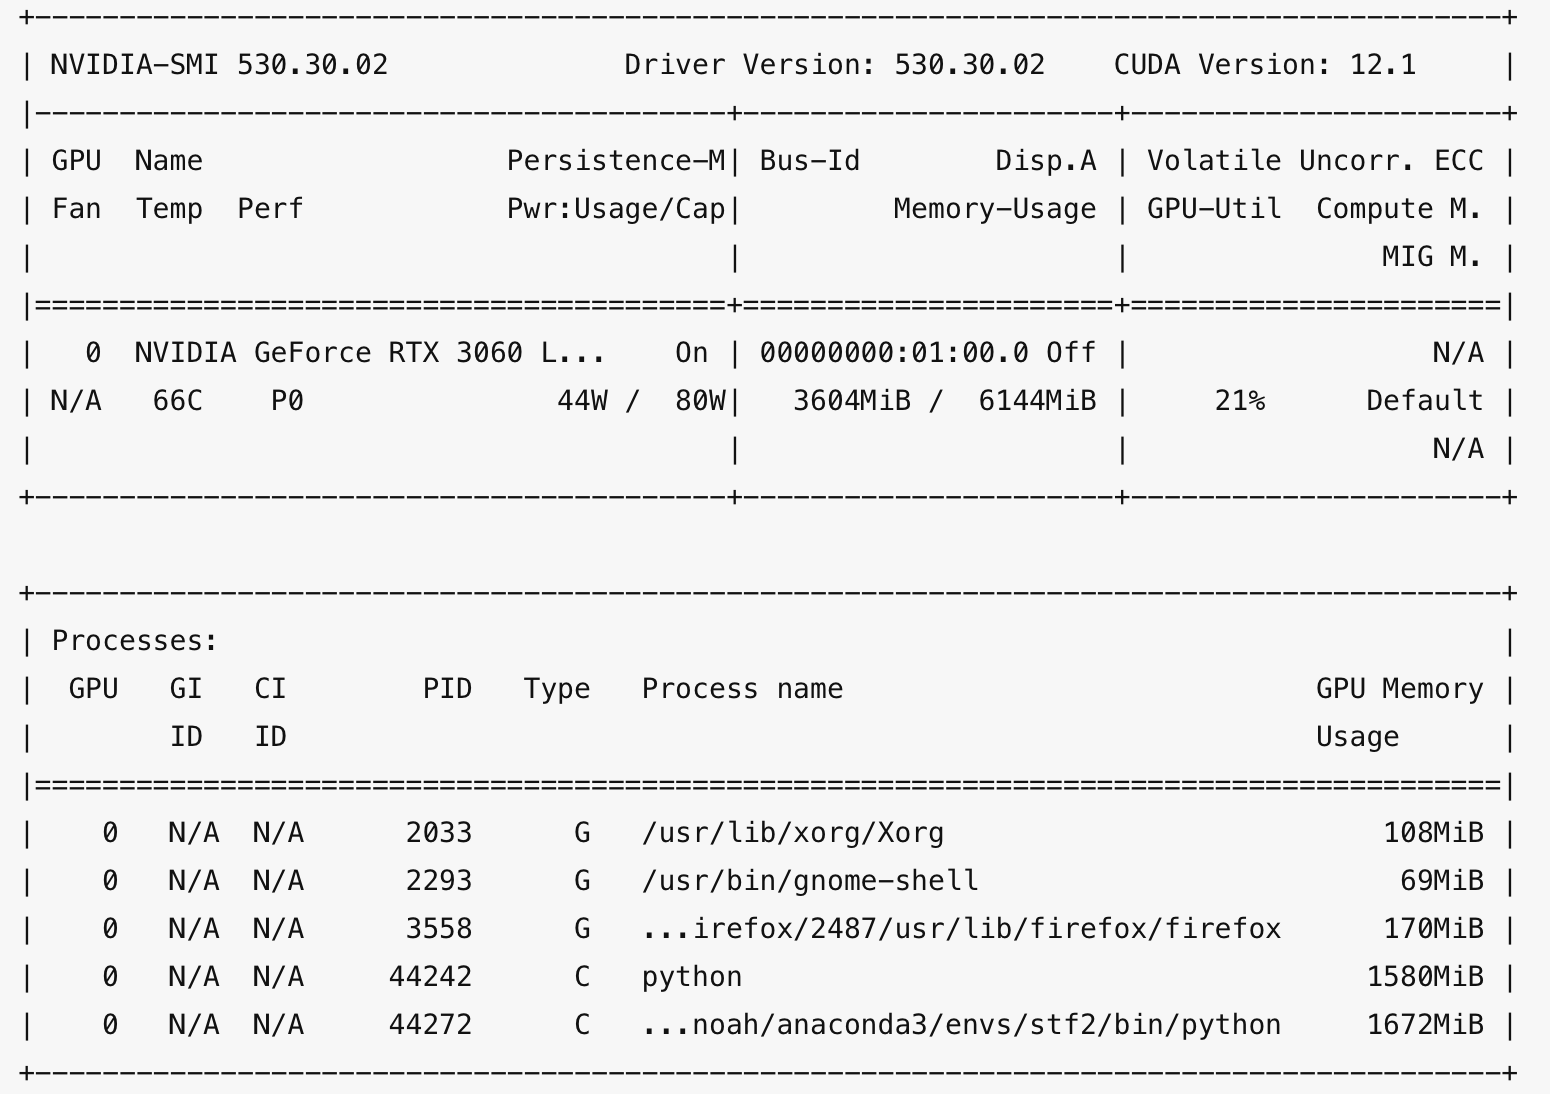 +---------------------------------------------------------------------------------------+
| NVIDIA-SMI 530.30.02              Driver Version: 530.30.02    CUDA Version: 12.1     |
|-----------------------------------------+----------------------+----------------------+
| GPU  Name                  Persistence-M| Bus-Id        Disp.A | Volatile Uncorr. ECC |
| Fan  Temp  Perf            Pwr:Usage/Cap|         Memory-Usage | GPU-Util  Compute M. |
|                                         |                      |               MIG M. |
|=========================================+======================+======================|
|   0  NVIDIA GeForce RTX 3060 L...    On | 00000000:01:00.0 Off |                  N/A |
| N/A   66C    P0               44W /  80W|   3604MiB /  6144MiB |     21%      Default |
|                                         |                      |                  N/A |
+-----------------------------------------+----------------------+----------------------+

+---------------------------------------------------------------------------------------+
| Processes:                                                                            |
|  GPU   GI   CI        PID   Type   Process name                            GPU Memory |
|        ID   ID                                                             Usage      |
|=======================================================================================|
|    0   N/A  N/A      2033      G   /usr/lib/xorg/Xorg                          108MiB |
|    0   N/A  N/A      2293      G   /usr/bin/gnome-shell                         69MiB |
|    0   N/A  N/A      3558      G   ...irefox/2487/usr/lib/firefox/firefox      170MiB |
|    0   N/A  N/A     44242      C   python                                     1580MiB |
|    0   N/A  N/A     44272      C   ...noah/anaconda3/envs/stf2/bin/python     1672MiB |
+---------------------------------------------------------------------------------------+